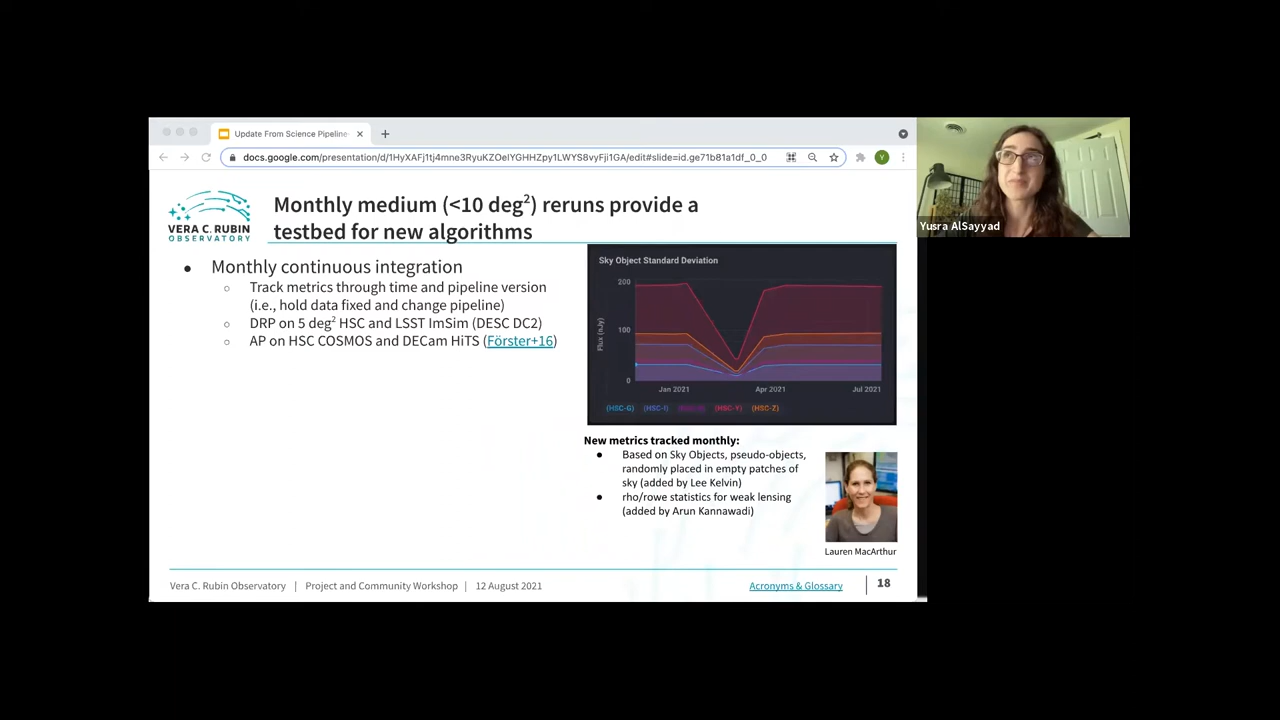 Update From Science Pipeline
docs.google.com/presentation/d/1HyXAFj1tj4mne3RyuKZOeIYGHHZpy1LWYS8vyFji1GA/edit#slide=id.ge71b81a1df_0_0
Y
Yusra AlSayyad
VERA C. RUBIN
OBSERVATORY
Monthly medium (<10 deg²) reruns provide a
testbed for new algorithms
● Monthly continuous integration
○ Track metrics through time and pipeline version
(i.e., hold data fixed and change pipeline)
○ DRP on 5 deg² HSC and LSST ImSim (DESC DC2)
○ AP on HSC COSMOS and DECam HiTS (Förster+16)
Sky Object Standard Deviation
Flux (nJy)
200
100
0
Jan 2021 Apr 2021 Jul 2021
(HSC-G) (HSC-I) (HSC-Y) (HSC-Z)
New metrics tracked monthly:
● Based on Sky Objects, pseudo-objects,
randomly placed in empty patches of
sky (added by Lee Kelvin)
● rho/rowe statistics for weak lensing
(added by Arun Kannawadi)
Lauren MacArthur
Vera C. Rubin Observatory | Project and Community Workshop | 12 August 2021
Acronyms & Glossary
18